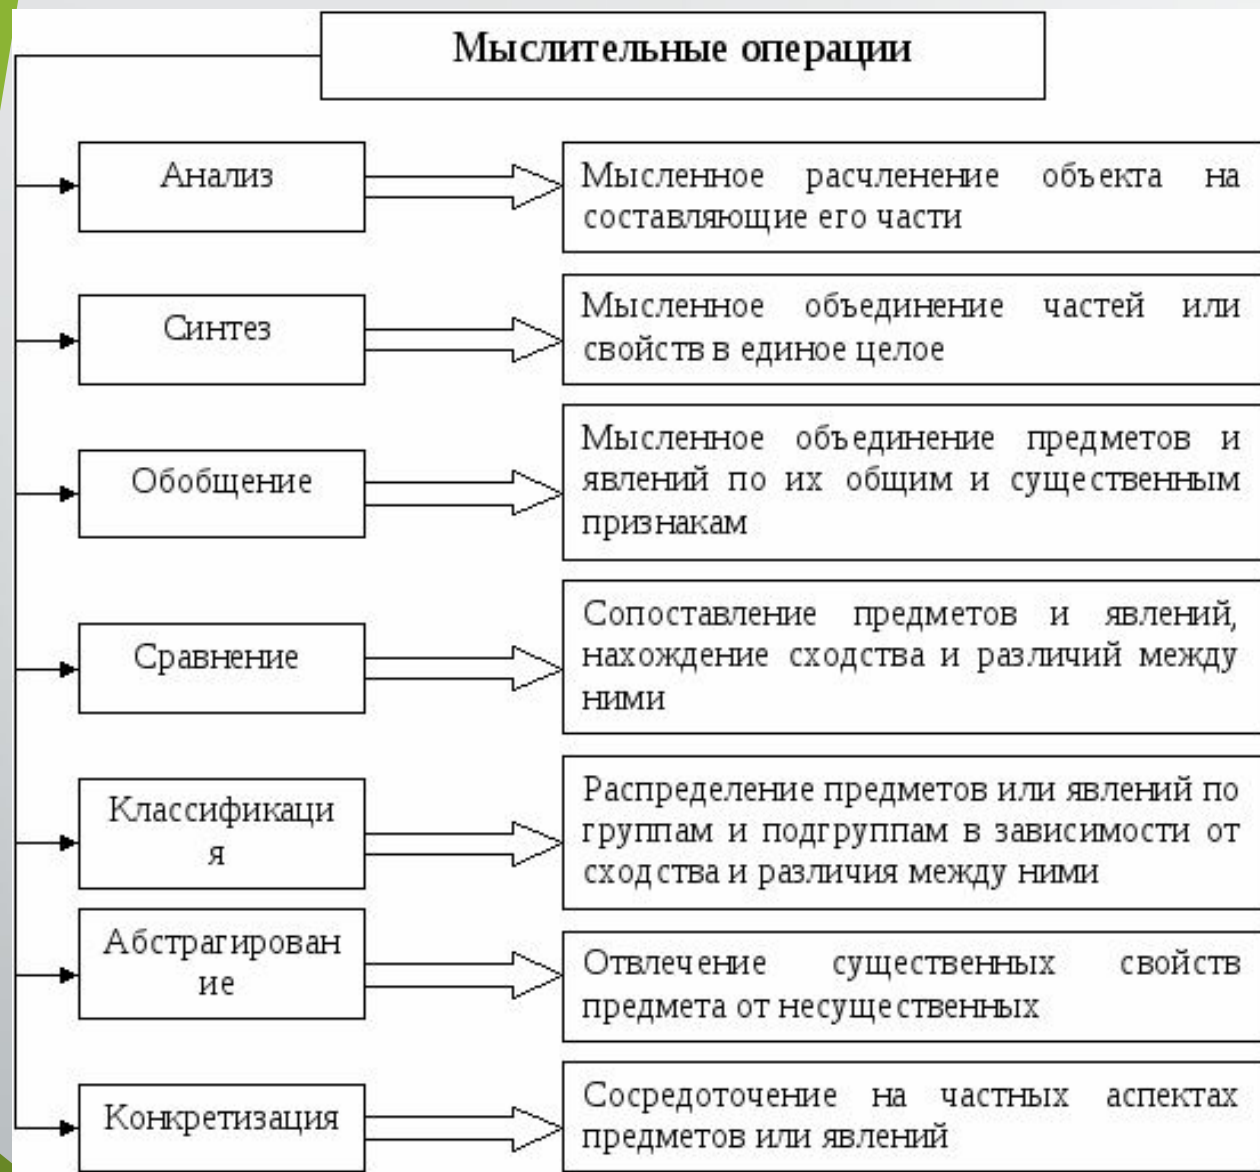 Мыслительные операции
Анализ
Мысленное расчленение объекта на
составляющие его части
Синтез
Мысленное объединение частей или
свойств в единое целое
Обобщение
Мысленное объединение предметов и
явлений по их общим и существенным
признакам
Сравнение
Сопоставление предметов и явлений,
нахождение сходства и различий между
ними
Классификаци
я
Распределение предметов или явлений по
группам и подгруппам в зависимости от
сходства и различия между ними
Абстрагирован
ие
Отвлечение существенных свойств
предмета от несущественных
Конкретизация
Сосредоточение на частных аспектах
предметов или явлений